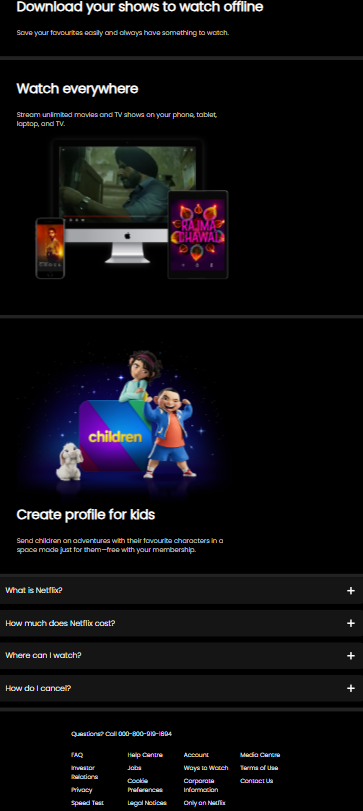 Download your shows to watch offline
Save your favourites easily and always have something to watch.
Watch everywhere
Stream unlimited movies and TV shows on your phone, tablet,
laptop, and TV.
RAJMA
CHAWAL
children
Create profile for kids
Send children on adventures with their favourite characters in a
space made just for them—free with your membership.
What is Netflix? +
How much does Netflix cost? +
Where can I watch? +
How do I cancel? +
Questions? Call 000-800-919-1694
FAQ Help Centre Account Media Centre
Investor Jobs Ways to Watch Terms of Use
Relations
Cookie Corporate Contact Us
Privacy Preferences Information
Speed Test Legal Notices Only on Netflix